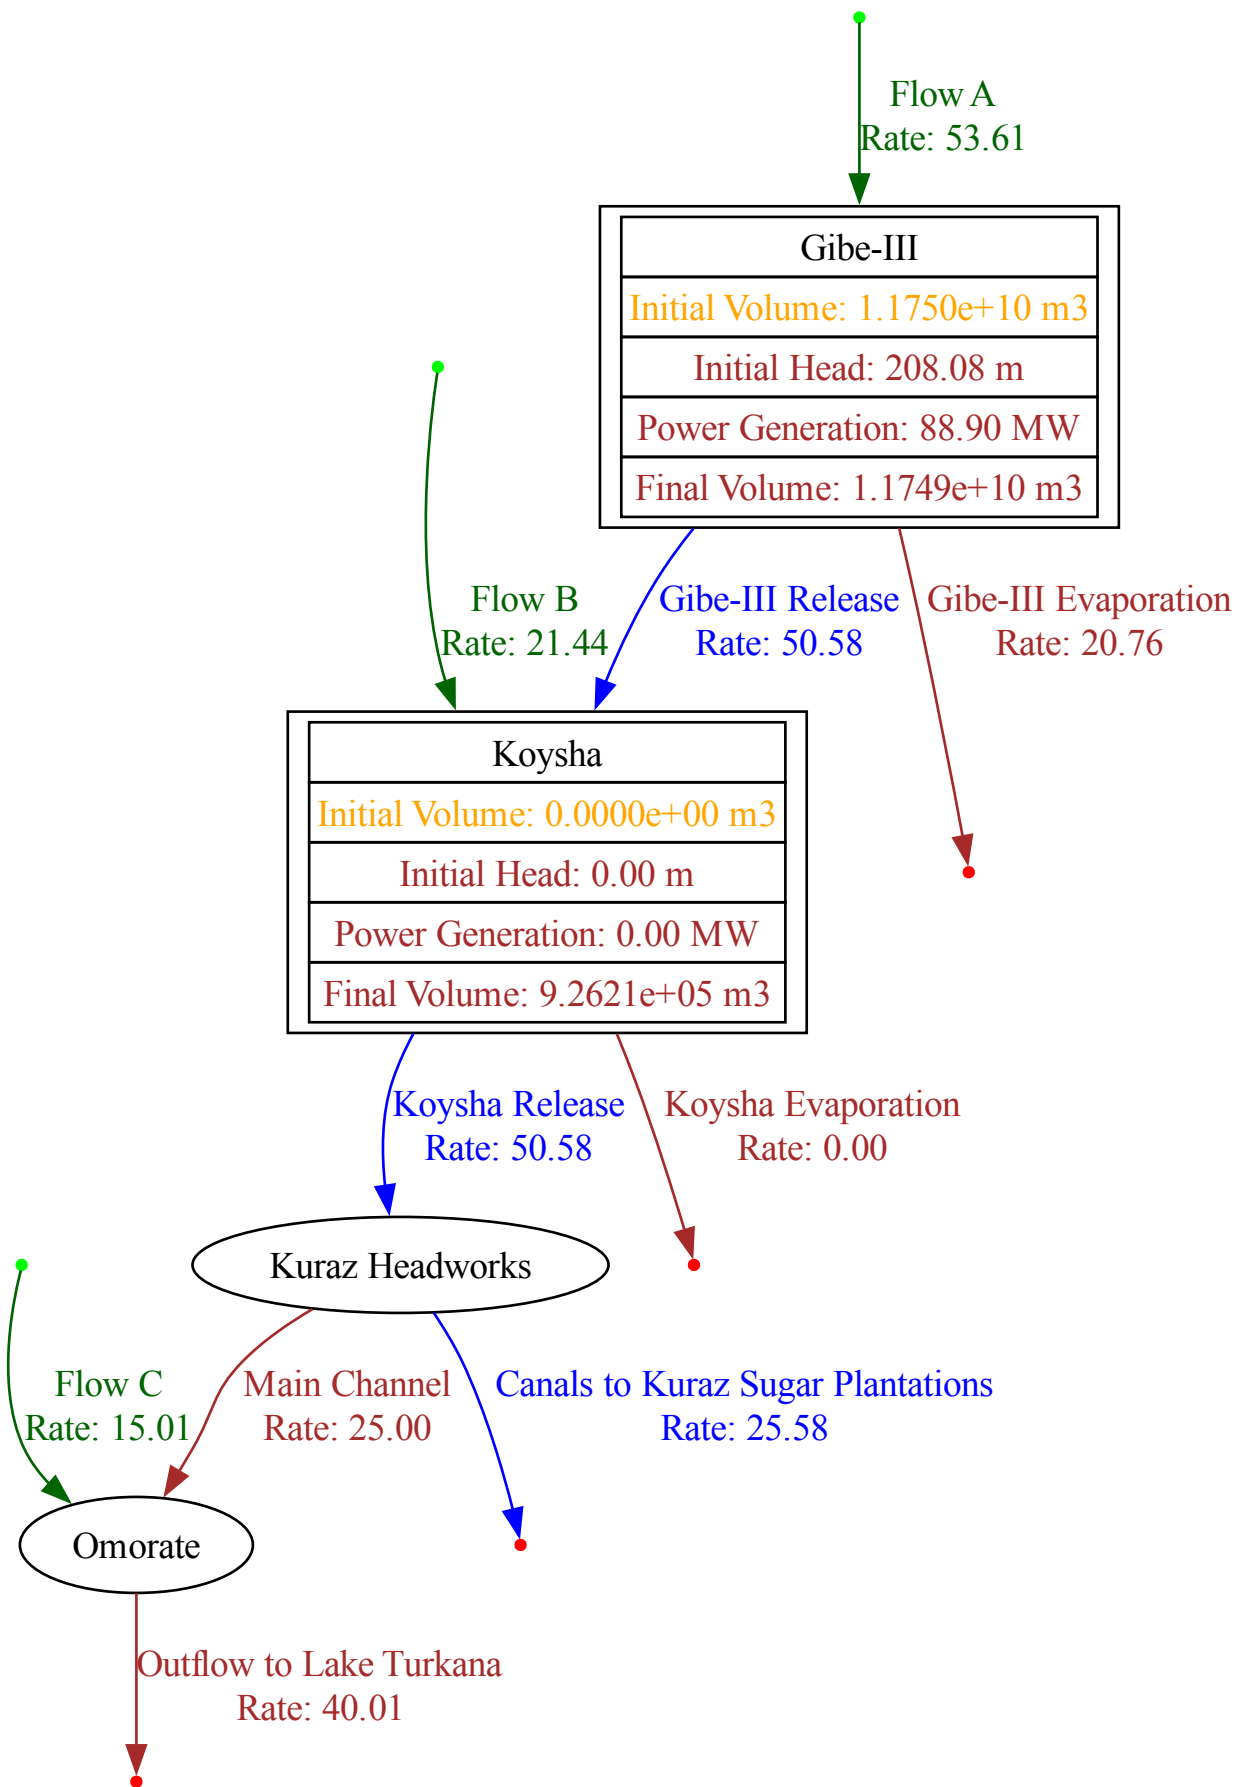 Flow A
Rate: 53.61
Gibe-III
Initial Volume: 1.1750e+10 m3
Initial Head: 208.08 m
Power Generation: 88.90 MW
Final Volume: 1.1749e+10 m3
Flow B
Rate: 21.44
Gibe-III Release
Rate: 50.58
Gibe-III Evaporation
Rate: 20.76
Koysha
Initial Volume: 0.0000e+00 m3
Initial Head: 0.00 m
Power Generation: 0.00 MW
Final Volume: 9.2621e+05 m3
Koysha Release
Rate: 50.58
Koysha Evaporation
Rate: 0.00
Kuraz Headworks
Flow C
Rate: 15.01
Main Channel
Rate: 25.00
Canals to Kuraz Sugar Plantations
Rate: 25.58
Omorate
Outflow to Lake Turkana
Rate: 40.01